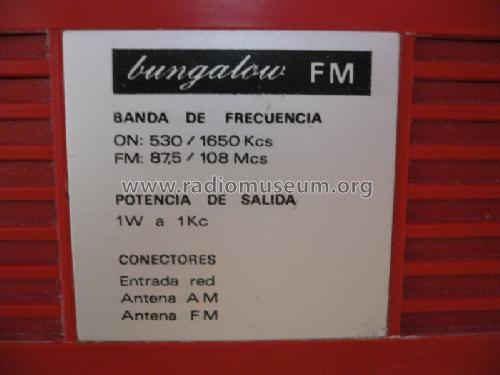 bungalow FM
BANDA DE FRECUENCIA
ON: 530 / 1650 Kcs
FM: 87,5 / 108 Mcs
www.radiomuseum.org
POTENCIA DE SALIDA
1W a 1Kc
CONECTORES
Entrada red
Antena AM
Antena FM